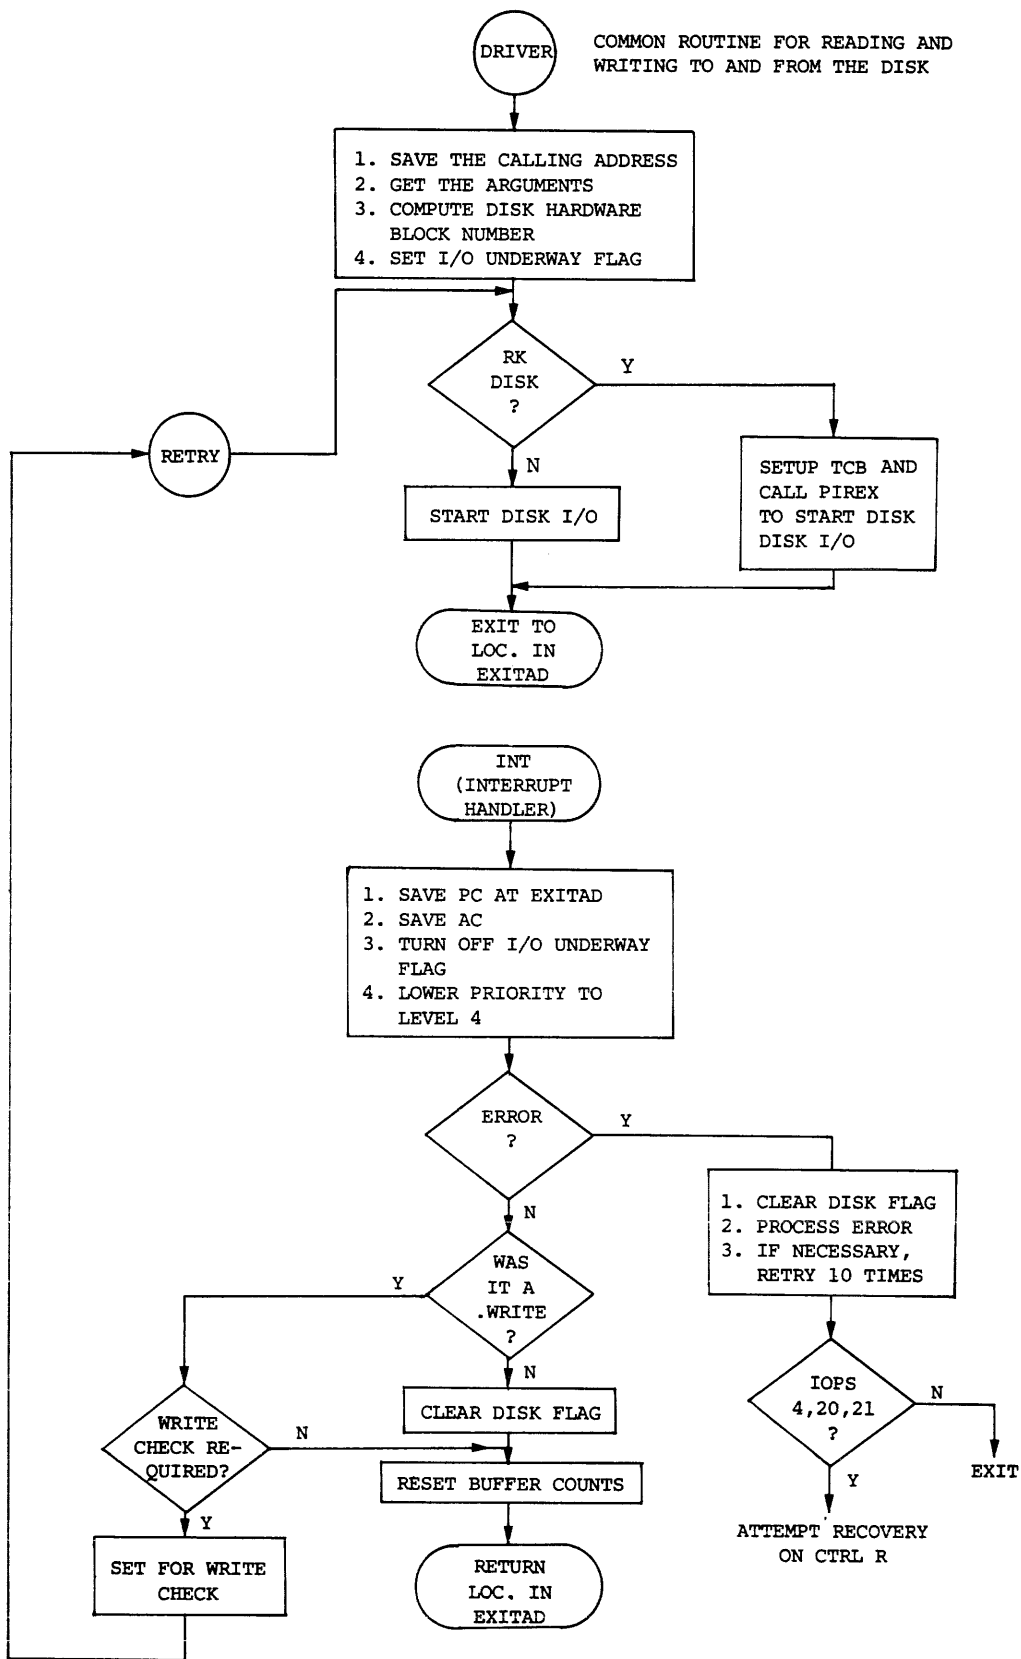 DRIVER
COMMON ROUTINE FOR READING AND
WRITING TO AND FROM THE DISK
1. SAVE THE CALLING ADDRESS
2. GET THE ARGUMENTS
3. COMPUTE DISK HARDWARE
BLOCK NUMBER
4. SET I/O UNDERWAY FLAG
RK
DISK
?
Y
N
RETRY
START DISK I/O
SETUP TCB AND
CALL PIREX
TO START DISK
DISK I/O
EXIT TO
LOC. IN
EXITAD
INT
(INTERRUPT
HANDLER)
1. SAVE PC AT EXITAD
2. SAVE AC
3. TURN OFF I/O UNDERWAY
FLAG
4. LOWER PRIORITY TO
LEVEL 4
ERROR
?
Y
N
1. CLEAR DISK FLAG
2. PROCESS ERROR
3. IF NECESSARY,
RETRY 10 TIMES
WAS
IT A
.WRITE
?
Y
N
IOPS
4,20,21
?
N
EXIT
Y
ATTEMPT RECOVERY
ON CTRL R
CLEAR DISK FLAG
WRITE
CHECK RE-
QUIRED?
N
Y
RESET BUFFER COUNTS
SET FOR WRITE
CHECK
RETURN
LOC. IN
EXITAD